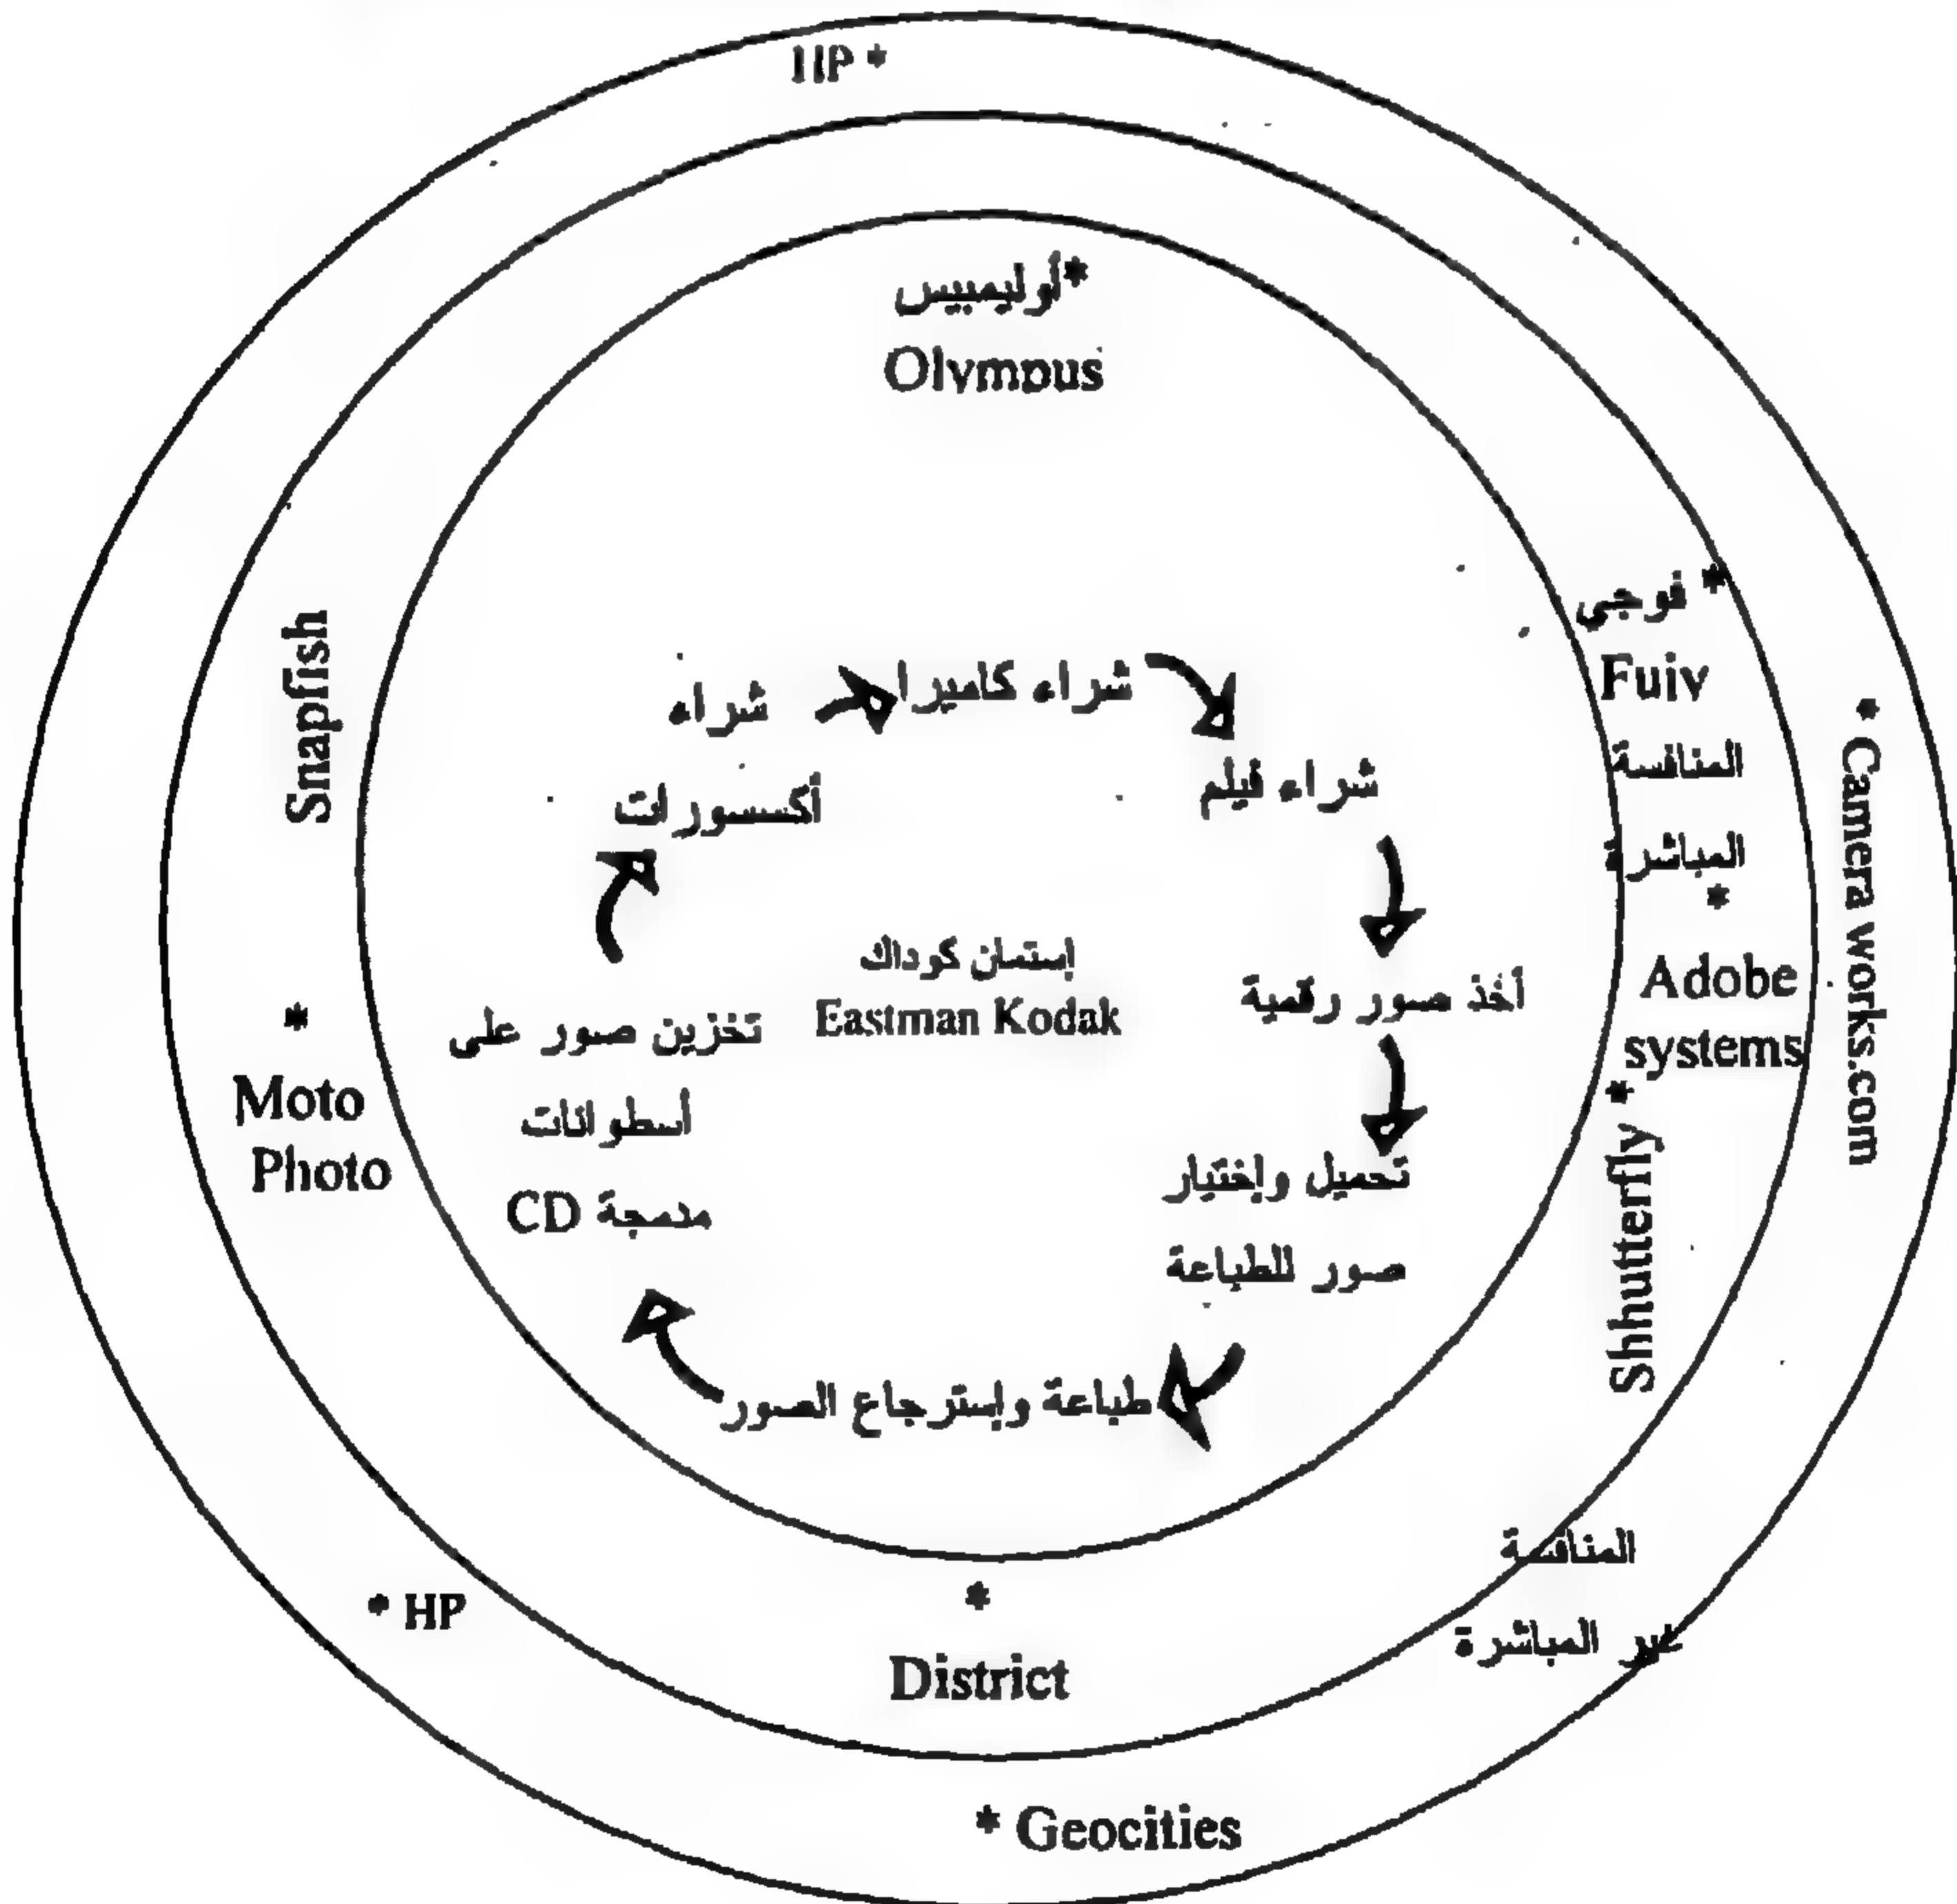 HP *
*أوليمبيس
Olympus
* فوجى
Fuiv
المنافسة
المباشرة
*
Adobe
systems
* Camera works.com
Shhutterfly *
Snapfish
*
Moto
Photo
شراء كاميرا
شراء فيلم
أخذ صور رقمية
تحميل وإختيار
صور للطباعة
طباعة وإسترجاع الصور
تخزين صور على
أسطوانات
مدمجة CD
شراء
أكسسورات
إستمان كوداك
Eastman Kodak
المنافسة
غير المباشرة
* HP
*
District
* Geocities